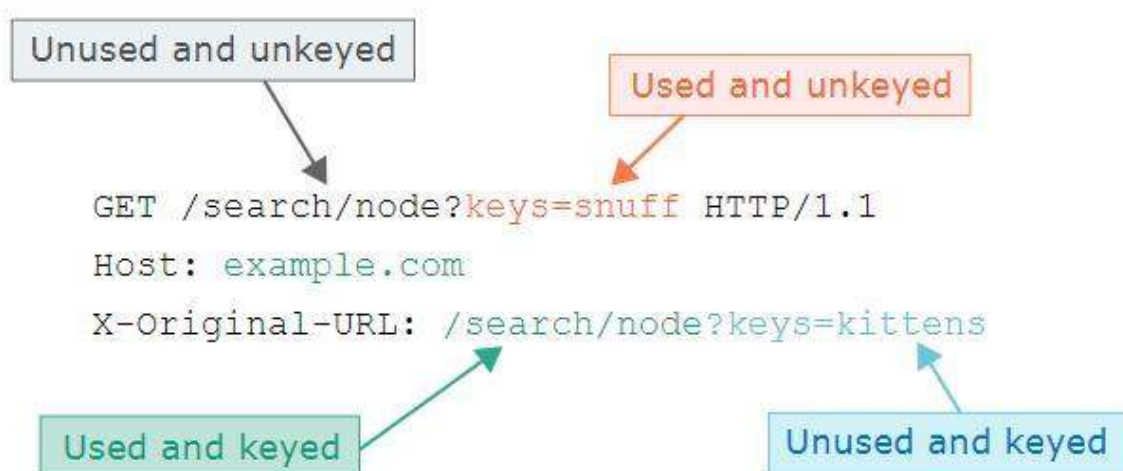 Unused and unkeyed
Used and unkeyed
GET /search/node?keys=snuff HTTP/1.1
Host: example.com
X-Original-URL: /search/node?keys=kittens
Used and keyed
Unused and keyed